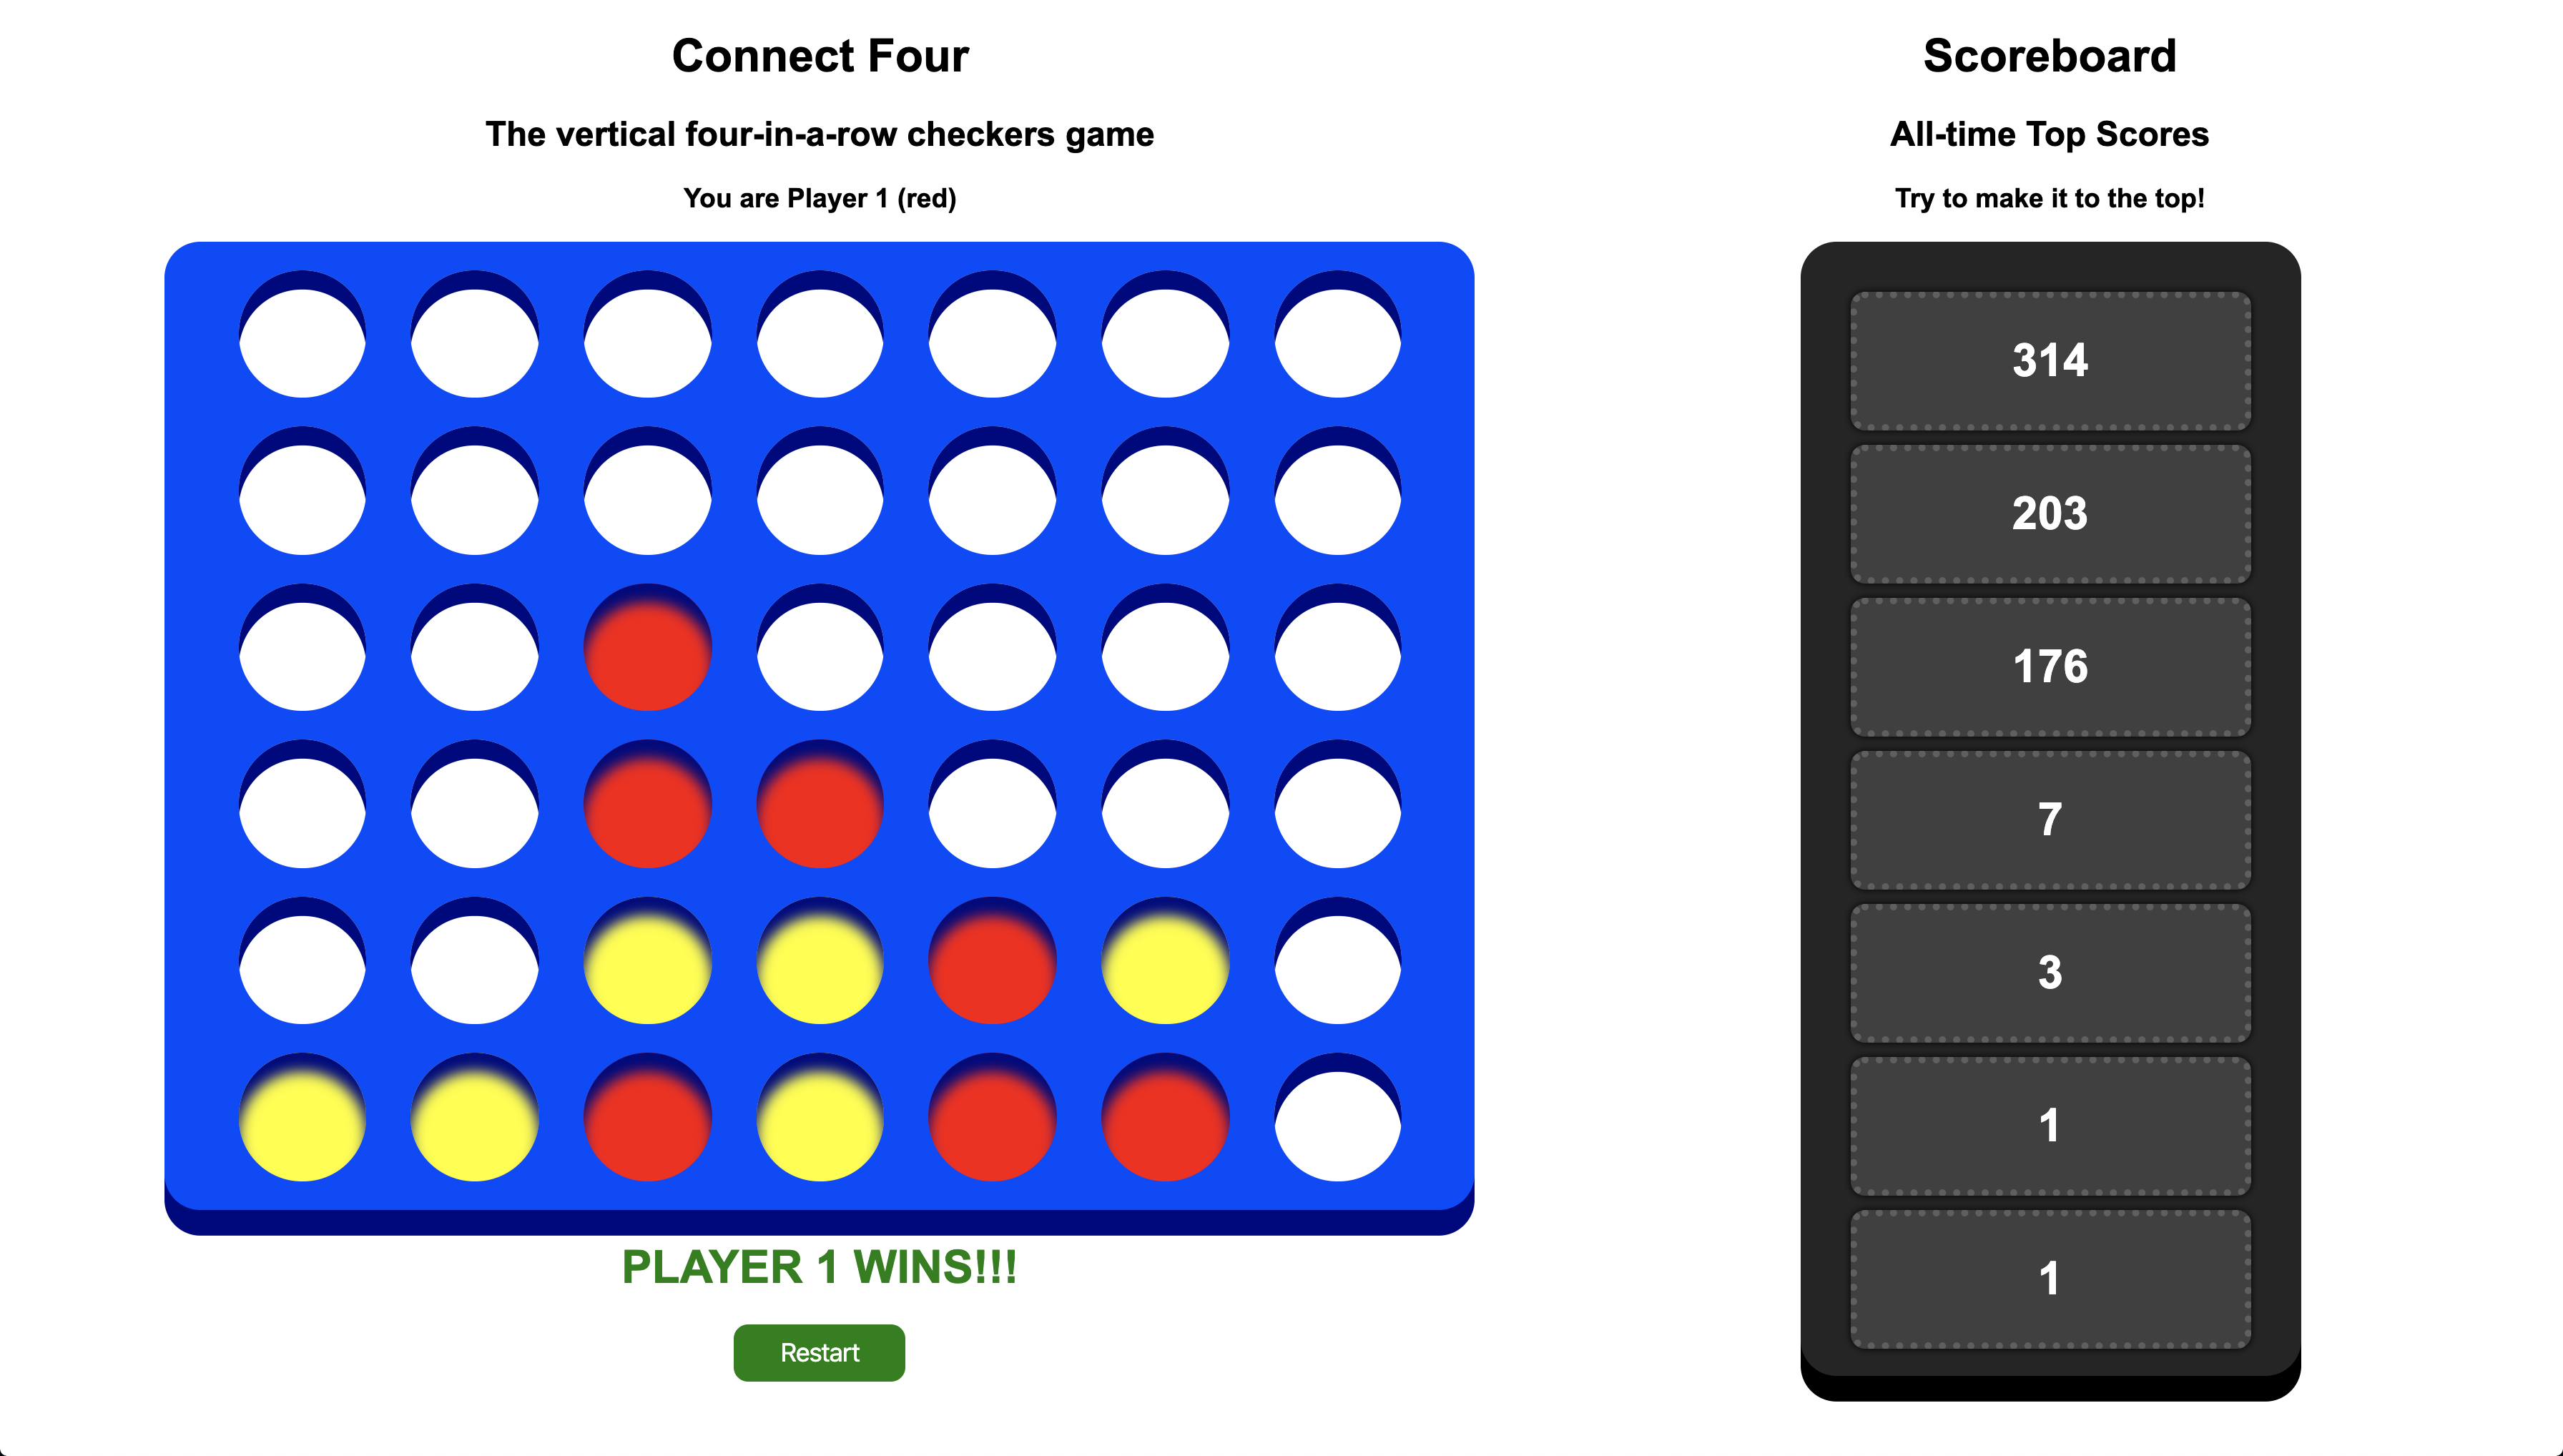 Connect Four
The vertical four-in-a-row checkers game
You are Player 1 (red)
PLAYER 1 WINS!!!
Restart
Scoreboard
All-time Top Scores
Try to make it to the top!
314
203
176
7
3
1
1